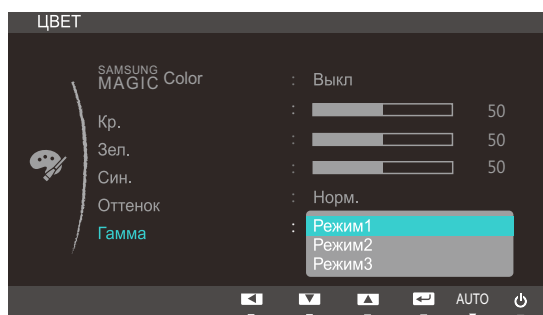 ЦВЕТ
SAMSUNG MAGIC Color : Выкл
Кр. : 50
Зел. : 50
Син. : 50
Оттенок : Норм.
Гамма : Режим1
Режим2
Режим3
AUTO